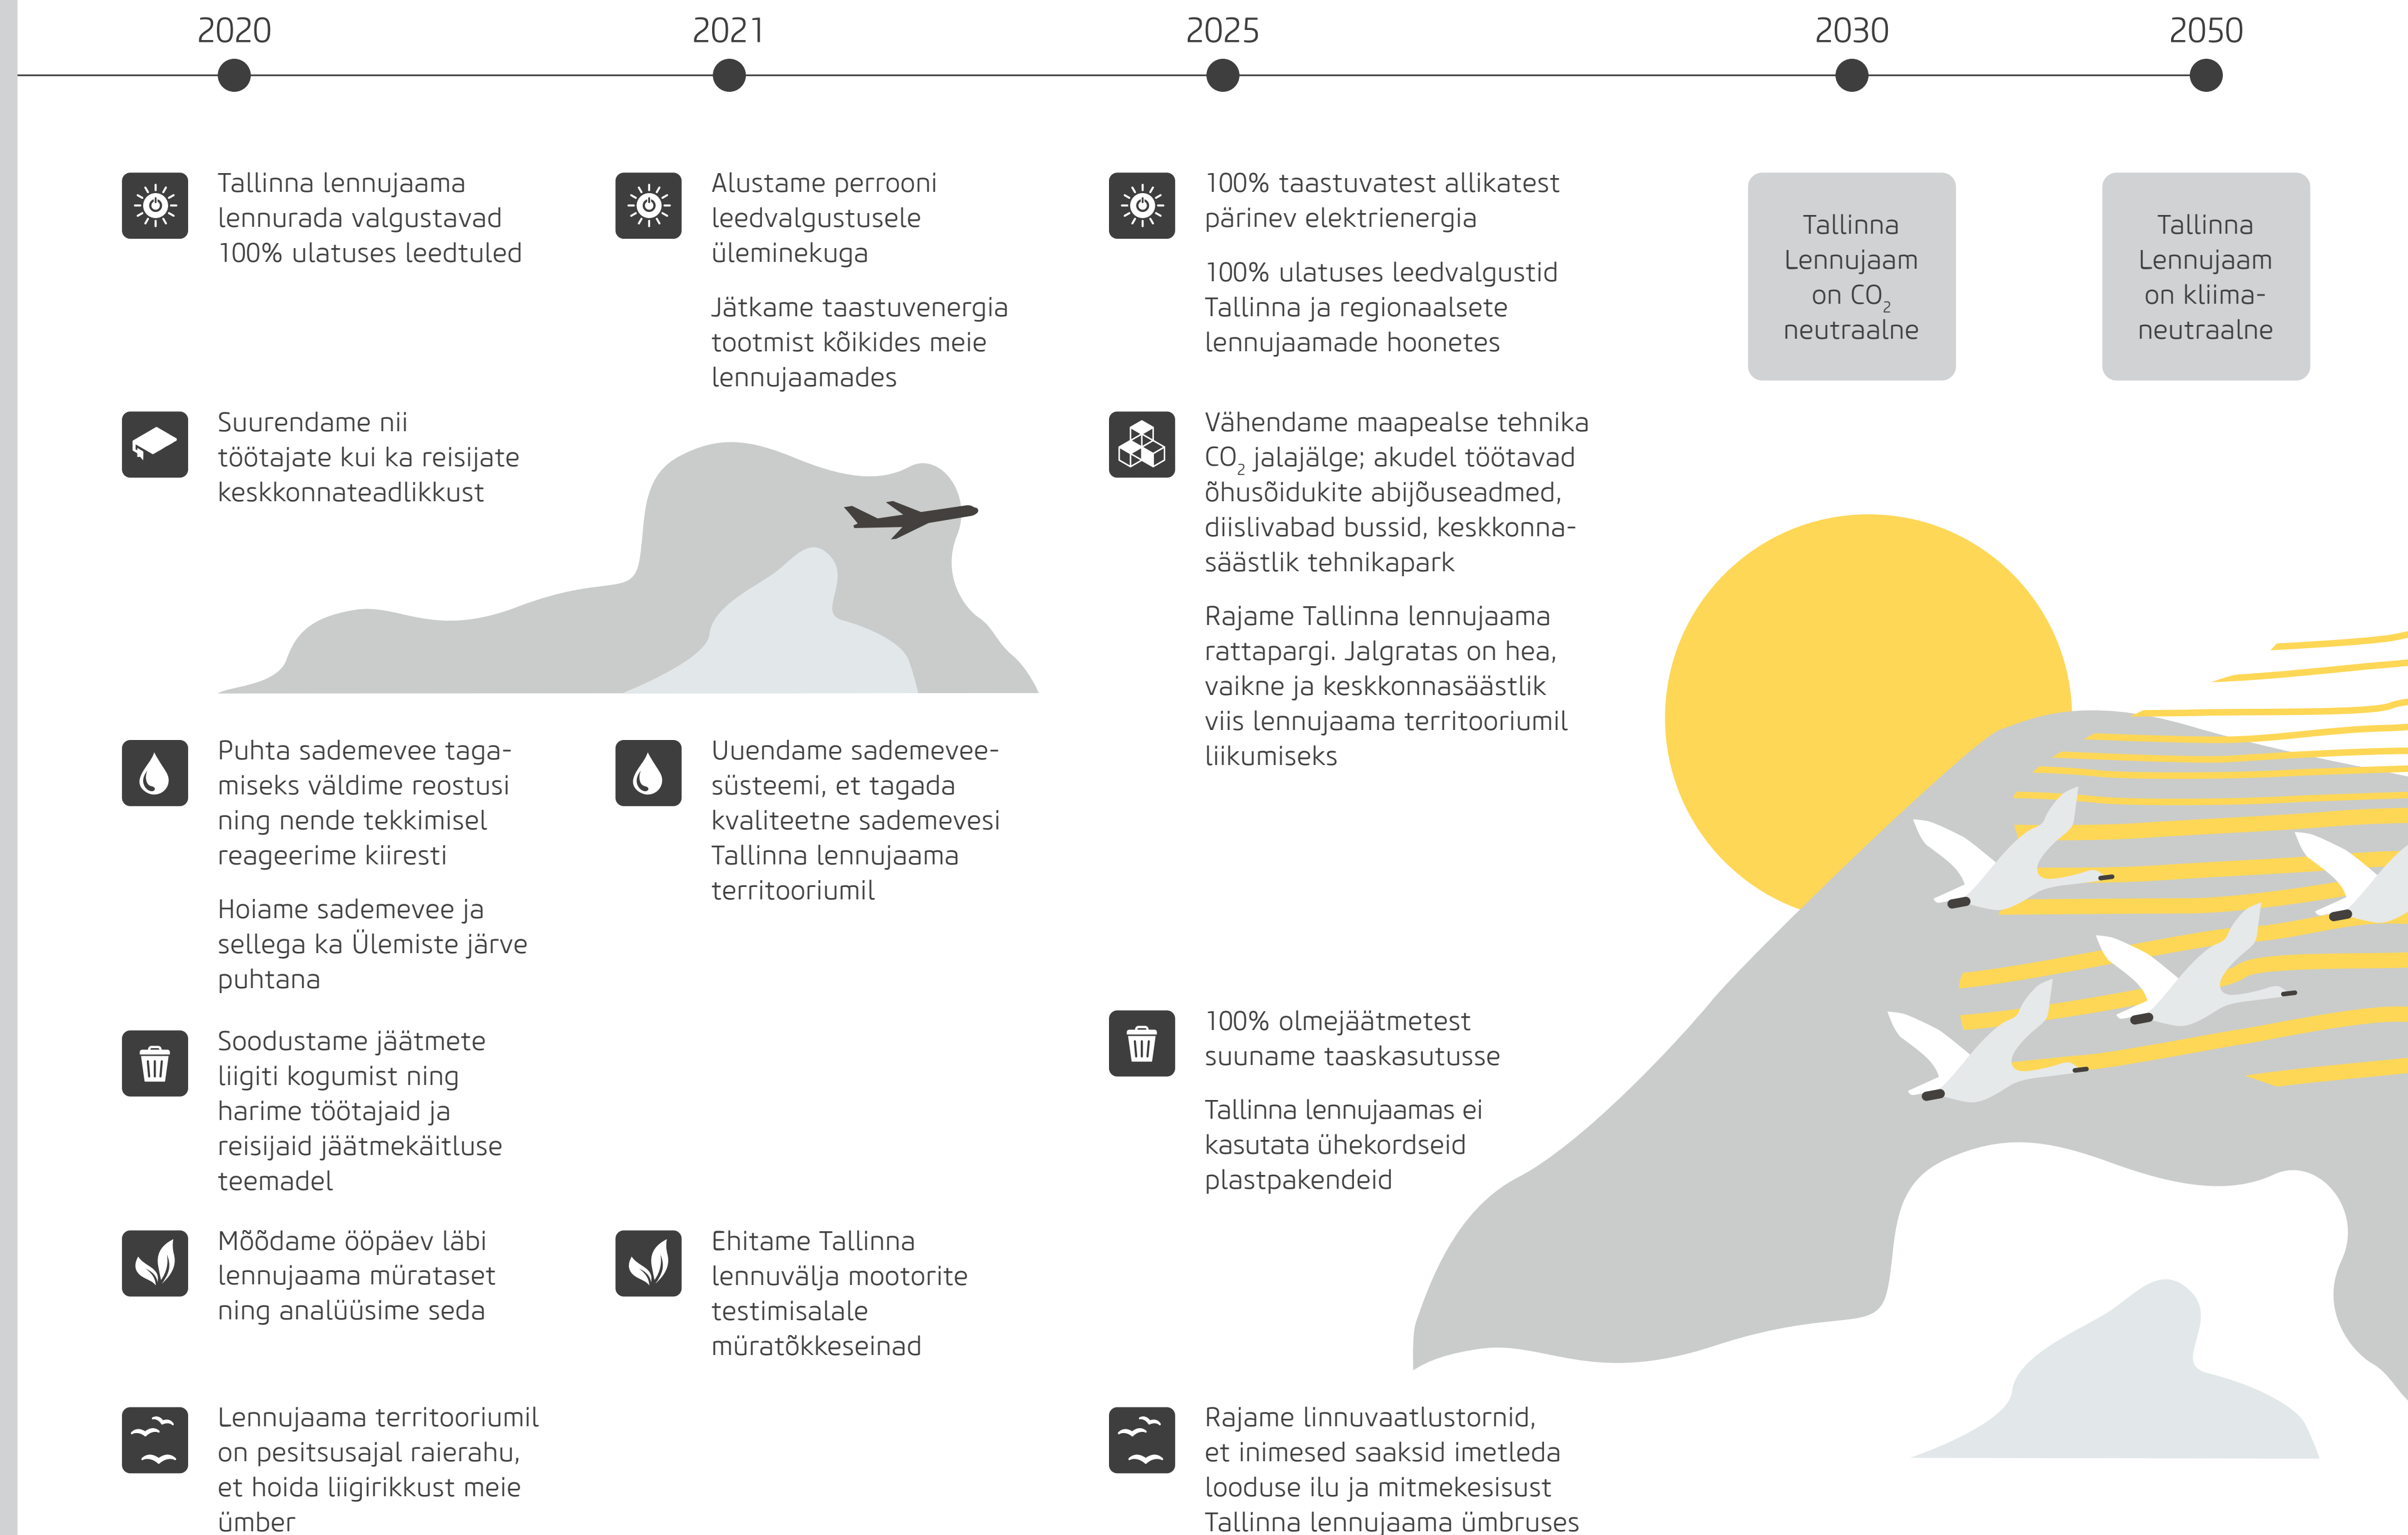 2020
2021
2025
2030
2050
Tallinna lennujaama
lennurada valgustavad
100% ulatuses leedtuled
Suurendame nii
töötajate kui ka reisijate
keskkonnateadlikkust
Puhta sademevee taga-
miseks väldime reostusi
ning nende tekkimisel
reageerime kiiresti
Hoiame sademevee ja
sellega ka Ülemiste järve
puhtana
Soodustame jäätmete
liigiti kogumist ning
harime töötajaid ja
reisijaid jäätmekäitluse
teemadel
Mõõdame ööpäev läbi
lennujaama mürataset
ning analüüsime seda
Lennujaama territooriumil
on pesitsusajal raierahu,
et hoida liigirikkust meie
ümber
Alustame perrooni
leedvalgustusele
üleminekuga
Jätkame taastuvenergia
tootmist kõikides meie
lennujaamades
Uuendame sademevee-
süsteemi, et tagada
kvaliteetne sademevesi
Tallinna lennujaama
territooriumil
Ehitame Tallinna
lennuvälja mootorite
testimisalale
müratõkkeseinad
100% taastuvatest allikatest
pärinev elektrienergia
100% ulatuses leedvalgustid
Tallinna ja regionaalsete
lennujaamade hoonetes
Vähendame maapealse tehnika
CO₂ jalajälge; akudel töötavad
õhusõidukite abijõuseadmed,
diislivabad bussid, keskkonna-
säästlik tehnikapark
Rajame Tallinna lennujaama
rattapargi. Jalgratas on hea,
vaikne ja keskkonnasäästlik
viis lennujaama territooriumil
liikumiseks
100% olmejäätmetest
suuname taaskasutusse
Tallinna lennujaamas ei
kasutata ühekordseid
plastpakendeid
Rajame linnuvaatlustornid,
et inimesed saaksid imetleda
looduse ilu ja mitmekesisust
Tallinna lennujaama ümbruses
Tallinna
Lennujaam
on CO₂
neutraalne
Tallinna
Lennujaam
on kliima-
neutraalne